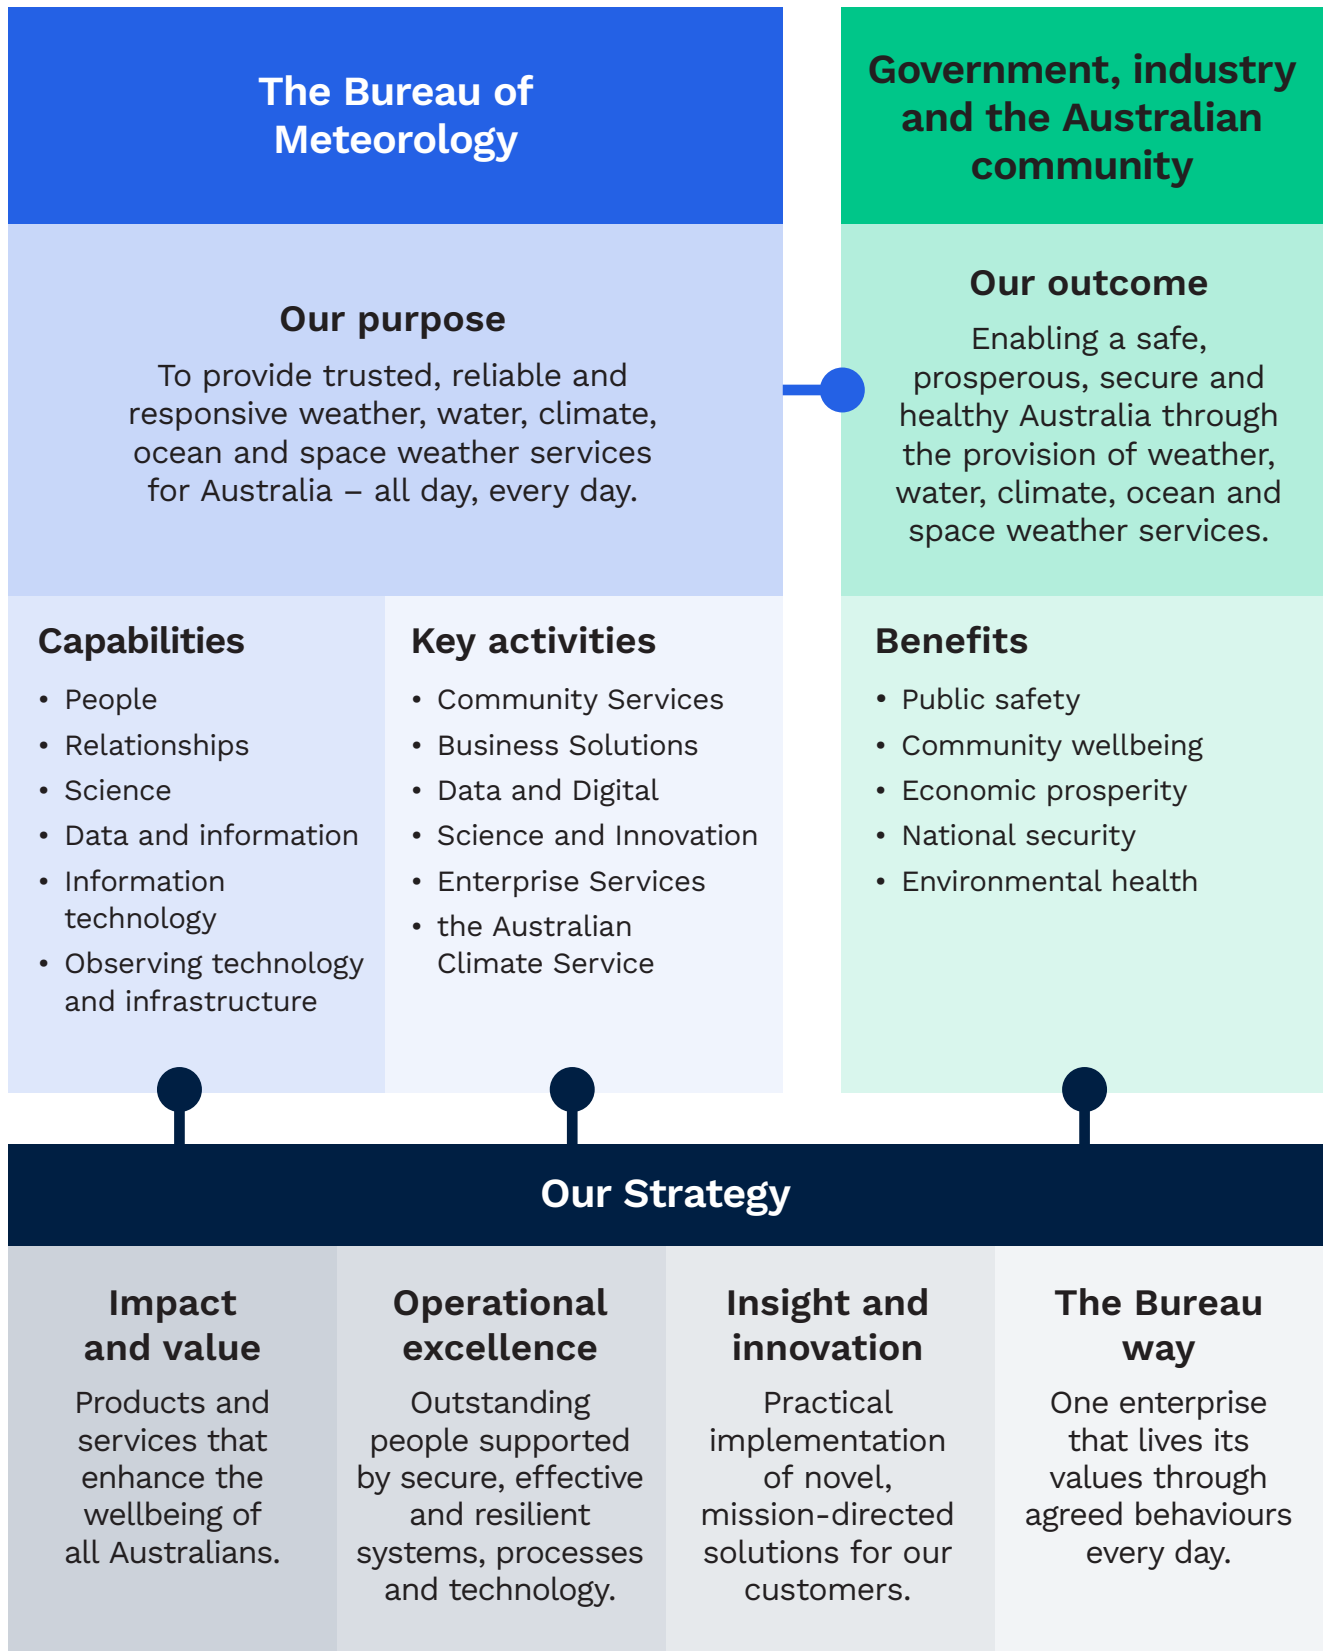 The Bureau of
Meteorology
Our purpose
To provide trusted, reliable and
responsive weather, water, climate,
ocean and space weather services
for Australia – all day, every day.
Capabilities
• People
• Relationships
• Science
• Data and information
• Information
technology
• Observing technology
and infrastructure
Key activities
• Community Services
• Business Solutions
• Data and Digital
• Science and Innovation
• Enterprise Services
• the Australian
Climate Service
Government, industry
and the Australian
community
Our outcome
Enabling a safe,
prosperous, secure and
healthy Australia through
the provision of weather,
water, climate, ocean and
space weather services.
Benefits
• Public safety
• Community wellbeing
• Economic prosperity
• National security
• Environmental health
Our Strategy
Impact
and value
Products and
services that
enhance the
wellbeing of
all Australians.
Operational
excellence
Outstanding
people supported
by secure, effective
and resilient
systems, processes
and technology.
Insight and
innovation
Practical
implementation
of novel,
mission-directed
solutions for our
customers.
The Bureau
way
One enterprise
that lives its
values through
agreed behaviours
every day.